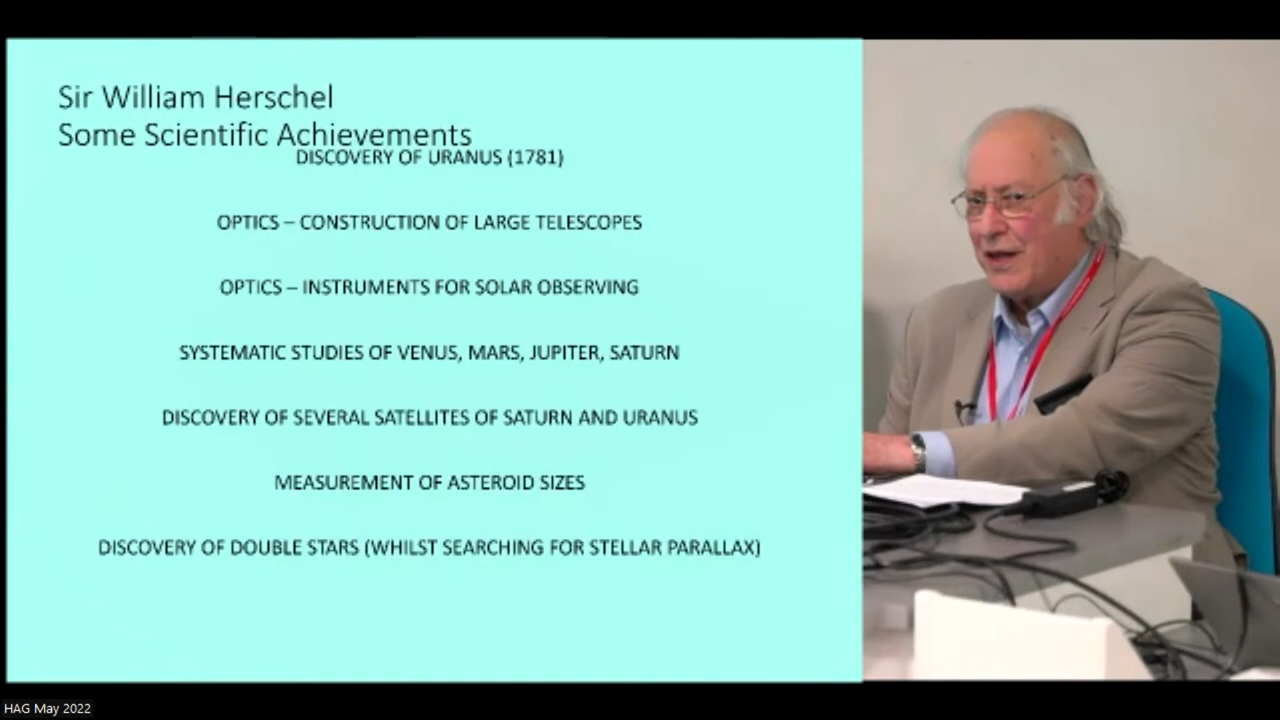 Sir William Herschel
Some Scientific Achievements
DISCOVERY OF URANUS (1781)
OPTICS – CONSTRUCTION OF LARGE TELESCOPES
OPTICS – INSTRUMENTS FOR SOLAR OBSERVING
SYSTEMATIC STUDIES OF VENUS, MARS, JUPITER, SATURN
DISCOVERY OF SEVERAL SATELLITES OF SATURN AND URANUS
MEASUREMENT OF ASTEROID SIZES
DISCOVERY OF DOUBLE STARS (WHILST SEARCHING FOR STELLAR PARALLAX)
HAG May 2022